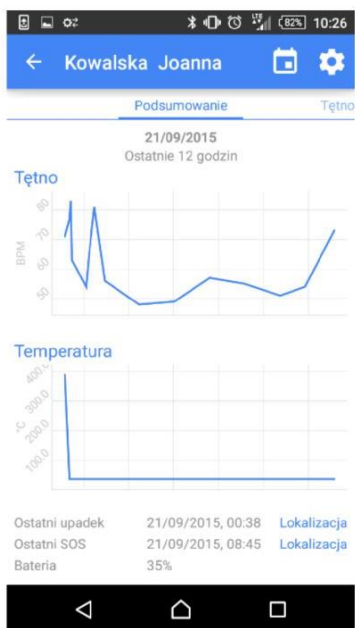 LTE 82% 10:26
Kowalska Joanna
Podsumowanie Tętno
21/09/2015
Ostatnie 12 godzin
Tętno
80
70
BPM
60
50
Temperatura
400.0
300.0
°C
200.0
100.0
Ostatni upadek 21/09/2015, 00:38 Lokalizacja
Ostatni SOS 21/09/2015, 08:45 Lokalizacja
Bateria 35%